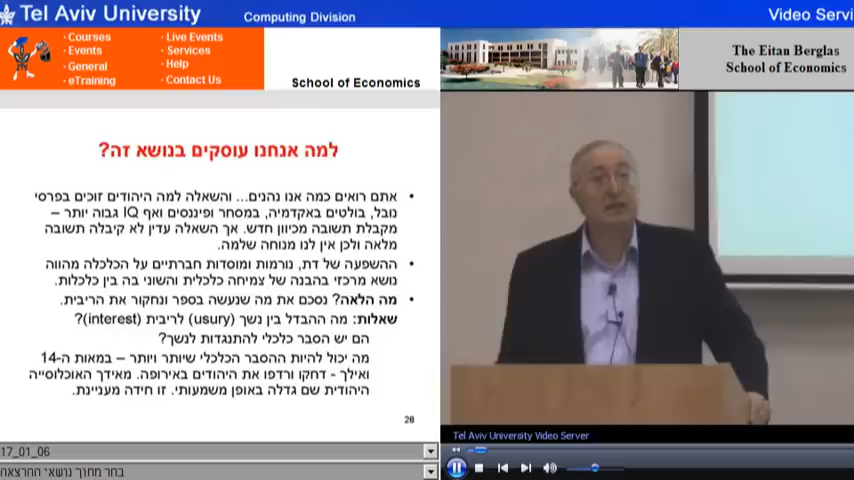 Tel Aviv University
Computing Division
Video Servi
· Courses
· Events
· General
· eTraining
· Live Events
· Services
· Help
· Contact Us
School of Economics
The Eitan Berglas
School of Economics
למה אנחנו עוסקים בנושא זה?
• אתם רואים כמה אנו נהנים... והשאלה למה היהודים זוכים בפרסי
נובל, בולטים באקדמיה, במסחר ופיננסים ואף IQ גבוה יותר –
מקבלת תשובה מכיוון חדש. אך השאלה עדין לא קיבלה תשובה
מלאה ולכן אין לנו מנוחה שלמה.
• ההשפעה של דת, נורמות ומוסדות חברתיים על הכלכלה מהווה
נושא מרכזי בהבנה של צמיחה כלכלית והשוני בה בין כלכלות.
• מה הלאה? נסכם את מה שנעשה בספר ונחקור את הריבית.
שאלות: מה ההבדל בין נשך (usury) לריבית (interest)?
הם יש הסבר כלכלי להתנגדות לנשך?
מה יכול להיות ההסבר הכלכלי שיותר ויותר – במאות ה-14
ואילך - דחקו ורדפו את היהודים באירופה. מאידך האוכלוסייה
היהודית שם גדלה באופן משמעותי. זו חידה מעניינת.
28
17_01_06
בחר מתוך נושאי ההרצאה
Tel Aviv University Video Server